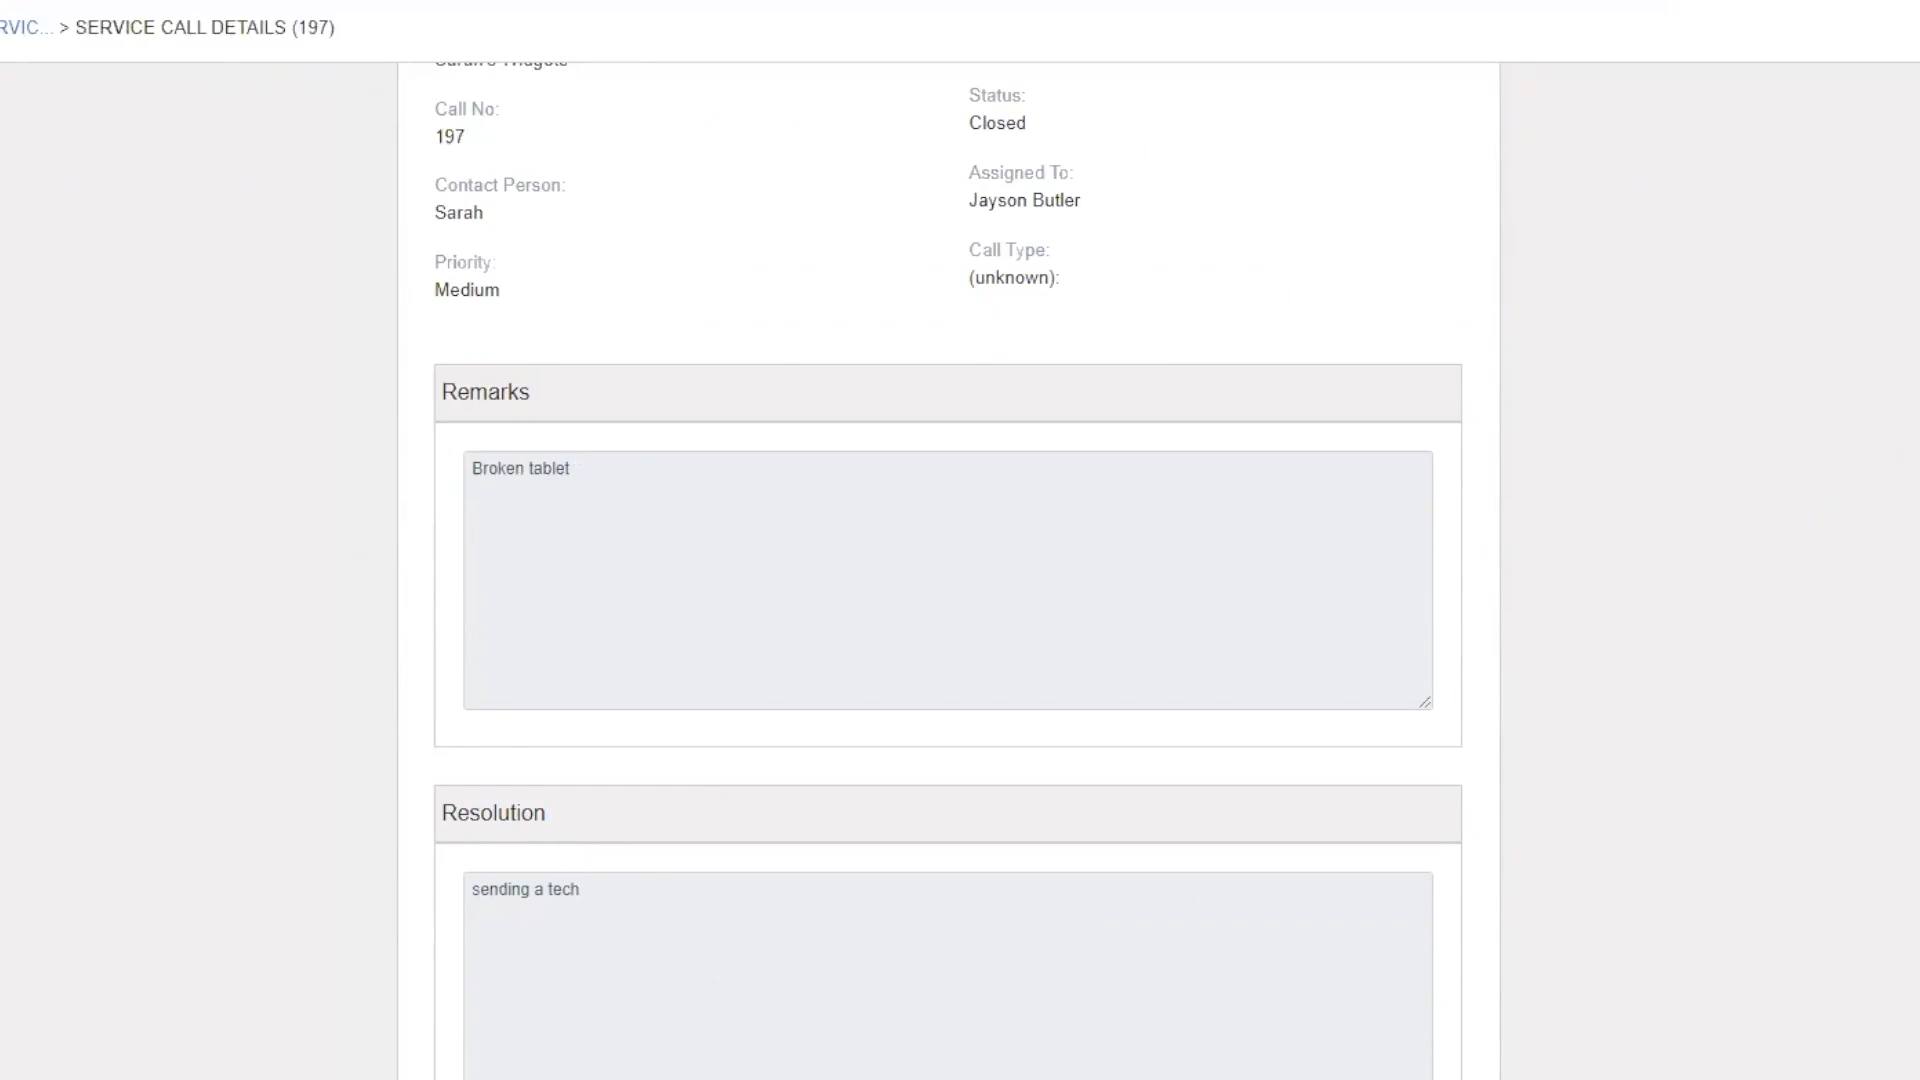 RVIC... > SERVICE CALL DETAILS (197)
Call No:
197
Contact Person:
Sarah
Priority:
Medium
Status:
Closed
Assigned To:
Jayson Butler
Call Type:
(unknown):
Remarks
Broken tablet
Resolution
sending a tech